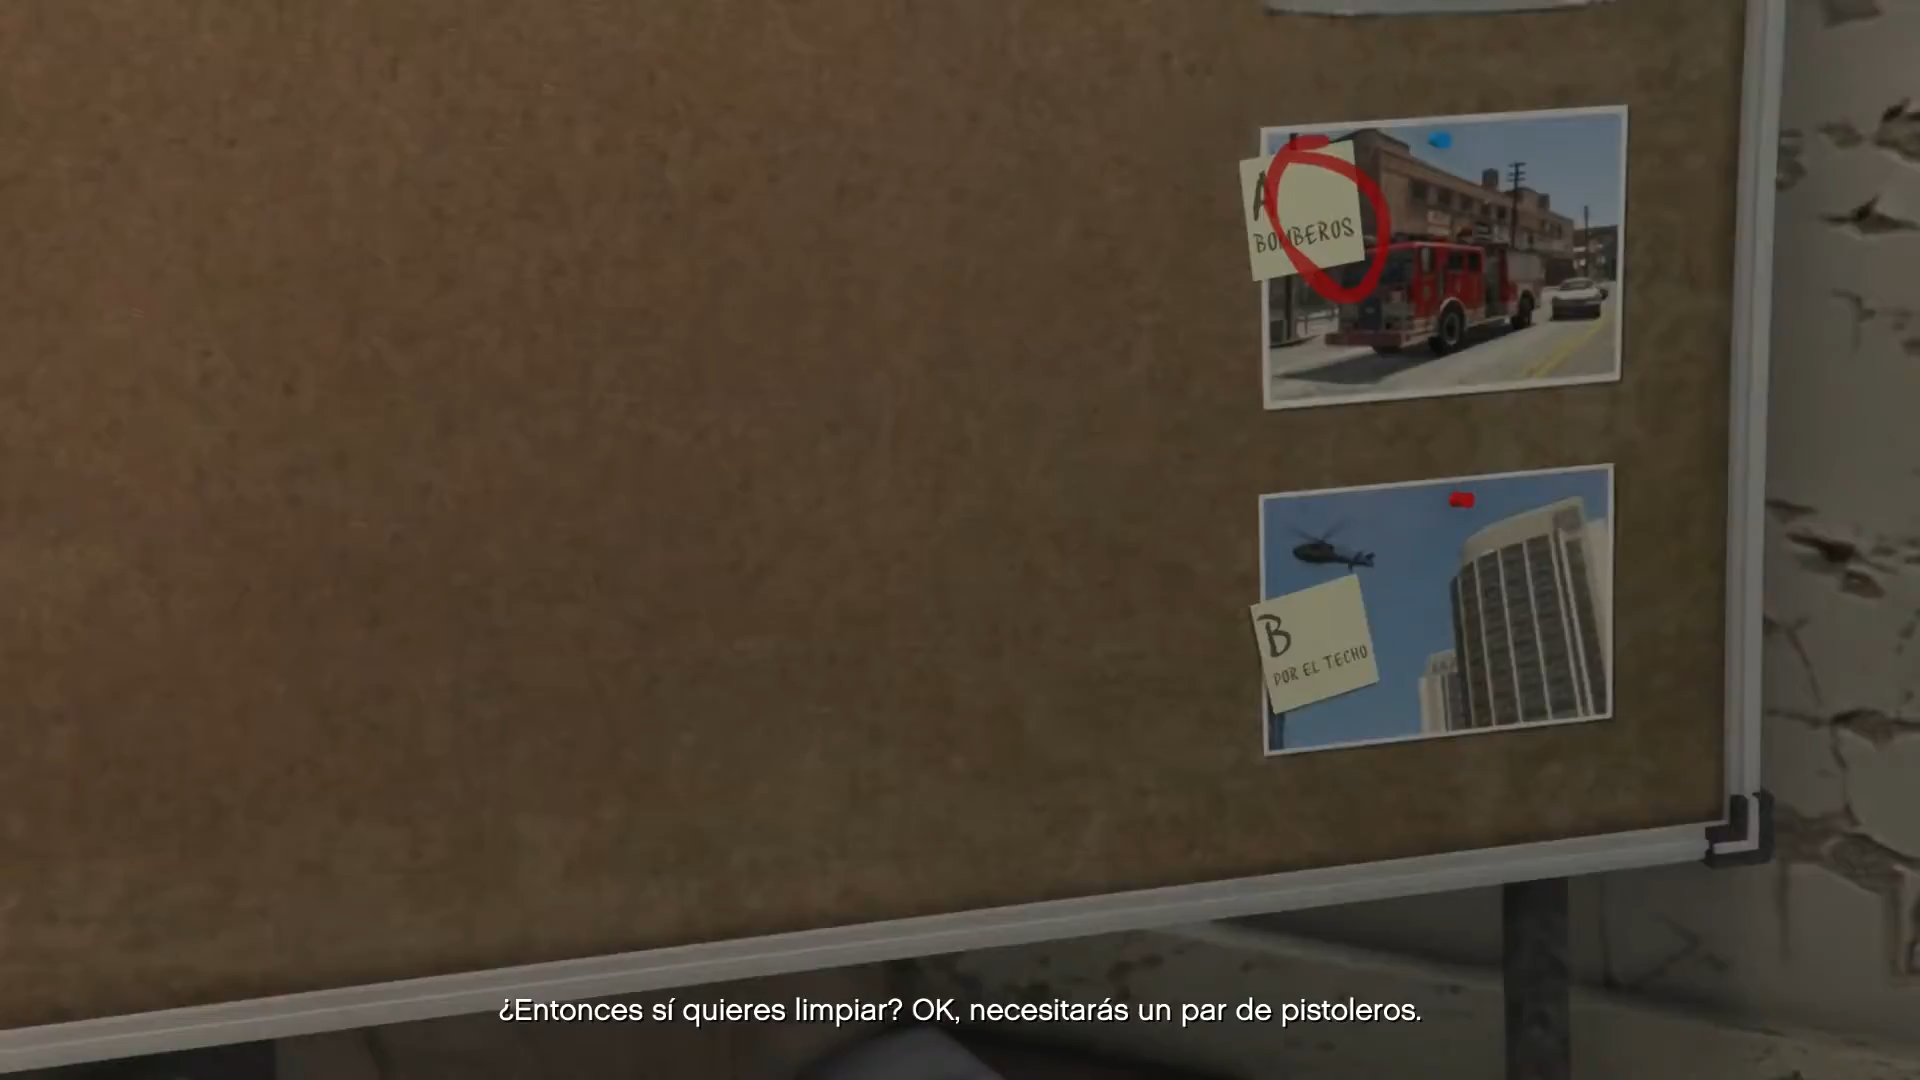 A
BOMBEROS
B
POR EL TECHO
¿Entonces sí quieres limpiar? OK, necesitarás un par de pistoleros.